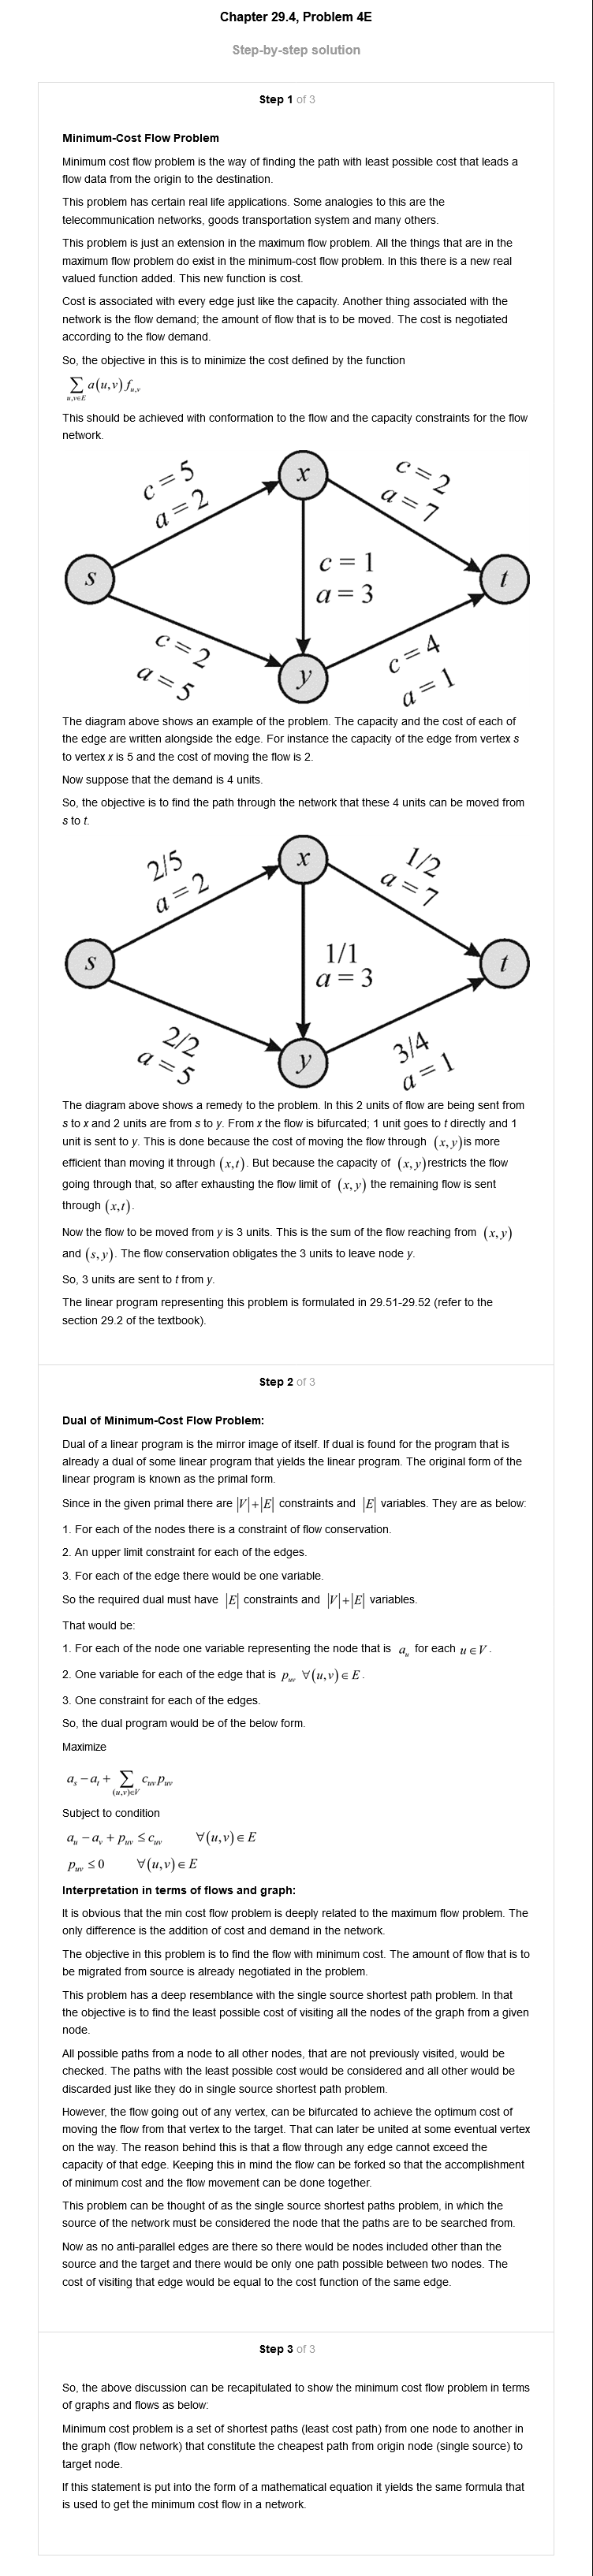 Chapter 29.4, Problem 4E
Step-by-step solution
Step 1 of 3
Minimum-Cost Flow Problem
Minimum cost flow problem is the way of finding the path with least possible cost that leads a
flow data from the origin to the destination.
This problem has certain real life applications. Some analogies to this are the
telecommunication networks, goods transportation system and many others.
This problem is just an extension in the maximum flow problem. All the things that are in the
maximum flow problem do exist in the minimum-cost flow problem. In this there is a new real
valued function added. This new function is cost.
Cost is associated with every edge just like the capacity. Another thing associated with the
network is the flow demand; the amount of flow that is to be moved. The cost is negotiated
according to the flow demand.
So, the objective in this is to minimize the cost defined by the function
∑ a(u,v) f_{u,v}
u,v∈E
This should be achieved with conformation to the flow and the capacity constraints for the flow
network.
c = 5
a = 2
x
c = 2
a = 7
s
c = 1
a = 3
t
c = 2
a = 5
y
c = 4
a = 1
The diagram above shows an example of the problem. The capacity and the cost of each of
the edge are written alongside the edge. For instance the capacity of the edge from vertex s
to vertex x is 5 and the cost of moving the flow is 2.
Now suppose that the demand is 4 units.
So, the objective is to find the path through the network that these 4 units can be moved from
s to t.
2/5
a = 2
x
1/2
a = 7
s
1/1
a = 3
t
2/2
a = 5
y
3/4
a = 1
The diagram above shows a remedy to the problem. In this 2 units of flow are being sent from
s to x and 2 units are from s to y. From x the flow is bifurcated; 1 unit goes to t directly and 1
unit is sent to y. This is done because the cost of moving the flow through (x,y)is more
efficient than moving it through (x,t). But because the capacity of (x,y)restricts the flow
going through that, so after exhausting the flow limit of (x,y) the remaining flow is sent
through (x,t).
Now the flow to be moved from y is 3 units. This is the sum of the flow reaching from (x,y)
and (s,y). The flow conservation obligates the 3 units to leave node y.
So, 3 units are sent to t from y.
The linear program representing this problem is formulated in 29.51-29.52 (refer to the
section 29.2 of the textbook).
Step 2 of 3
Dual of Minimum-Cost Flow Problem:
Dual of a linear program is the mirror image of itself. If dual is found for the program that is
already a dual of some linear program that yields the linear program. The original form of the
linear program is known as the primal form.
Since in the given primal there are |V|+|E| constraints and |E| variables. They are as below:
1. For each of the nodes there is a constraint of flow conservation.
2. An upper limit constraint for each of the edges.
3. For each of the edge there would be one variable.
So the required dual must have |E| constraints and |V|+|E| variables.
That would be:
1. For each of the node one variable representing the node that is a_u for each u∈V.
2. One variable for each of the edge that is p_{uv} ∀(u,v)∈E.
3. One constraint for each of the edges.
So, the dual program would be of the below form.
Maximize
a_s − a_t + ∑ c_{uv} p_{uv}
(u,v)∈V
Subject to condition
a_u − a_v + p_{uv} ≤ c_{uv} ∀(u,v)∈E
p_{uv} ≤ 0 ∀(u,v)∈E
Interpretation in terms of flows and graph:
It is obvious that the min cost flow problem is deeply related to the maximum flow problem. The
only difference is the addition of cost and demand in the network.
The objective in this problem is to find the flow with minimum cost. The amount of flow that is to
be migrated from source is already negotiated in the problem.
This problem has a deep resemblance with the single source shortest path problem. In that
the objective is to find the least possible cost of visiting all the nodes of the graph from a given
node.
All possible paths from a node to all other nodes, that are not previously visited, would be
checked. The paths with the least possible cost would be considered and all other would be
discarded just like they do in single source shortest path problem.
However, the flow going out of any vertex, can be bifurcated to achieve the optimum cost of
moving the flow from that vertex to the target. That can later be united at some eventual vertex
on the way. The reason behind this is that a flow through any edge cannot exceed the
capacity of that edge. Keeping this in mind the flow can be forked so that the accomplishment
of minimum cost and the flow movement can be done together.
This problem can be thought of as the single source shortest paths problem, in which the
source of the network must be considered the node that the paths are to be searched from.
Now as no anti-parallel edges are there so there would be nodes included other than the
source and the target and there would be only one path possible between two nodes. The
cost of visiting that edge would be equal to the cost function of the same edge.
Step 3 of 3
So, the above discussion can be recapitulated to show the minimum cost flow problem in terms
of graphs and flows as below:
Minimum cost problem is a set of shortest paths (least cost path) from one node to another in
the graph (flow network) that constitute the cheapest path from origin node (single source) to
target node.
If this statement is put into the form of a mathematical equation it yields the same formula that
is used to get the minimum cost flow in a network.